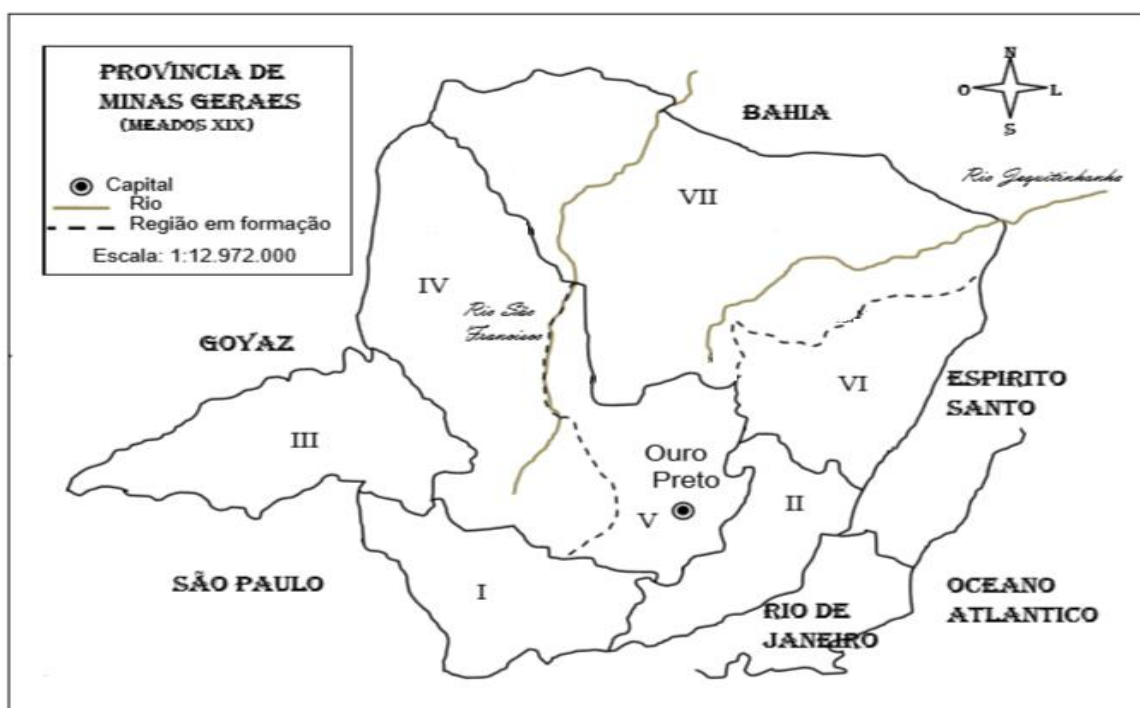 PROVINCIA DE
MINAS GERAES
(MEADOS XIX)
Capital
Rio
Região em formação
Escala: 1:12.972.000
N
O
L
S
BAHIA
Rio Jequitinhonha
VII
IV
Rio São
Francisco
GOYAZ
VI
ESPIRITO
SANTO
III
Ouro
Preto
II
V
SÃO PAULO
I
OCEANO
ATLANTICO
RIO DE
JANEIRO